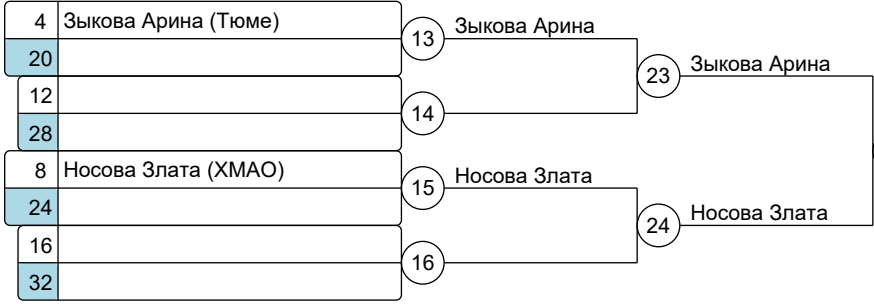 4 Зыкова Арина (Тюме)
13 Зыкова Арина
20
23 Зыкова Арина
12
14
28
8 Носова Злата (ХМАО)
15 Носова Злата
24
24 Носова Злата
16
16
32